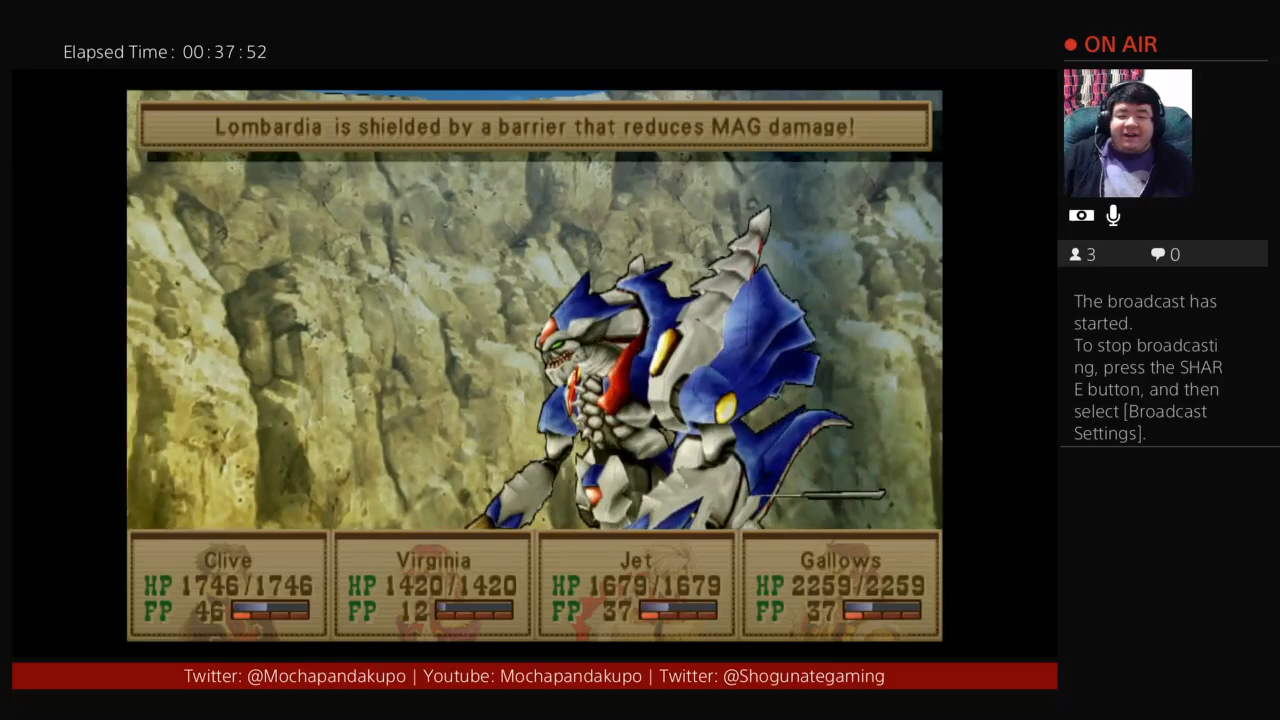 Elapsed Time: 00:37:52
ON AIR
Lombardia is shielded by a barrier that reduces MAG damage!
3 0
The broadcast has
started.
To stop broadcasti
ng, press the SHAR
E button, and then
select [Broadcast
Settings].
Clive Virginia Jet Gallows
HP 1746/1746 HP 1420/1420 HP 1679/1679 HP 2259/2259
FP 46 FP 12 FP 37 FP 37
Twitter: @Mochapandakupo | Youtube: Mochapandakupo | Twitter: @Shogunategaming